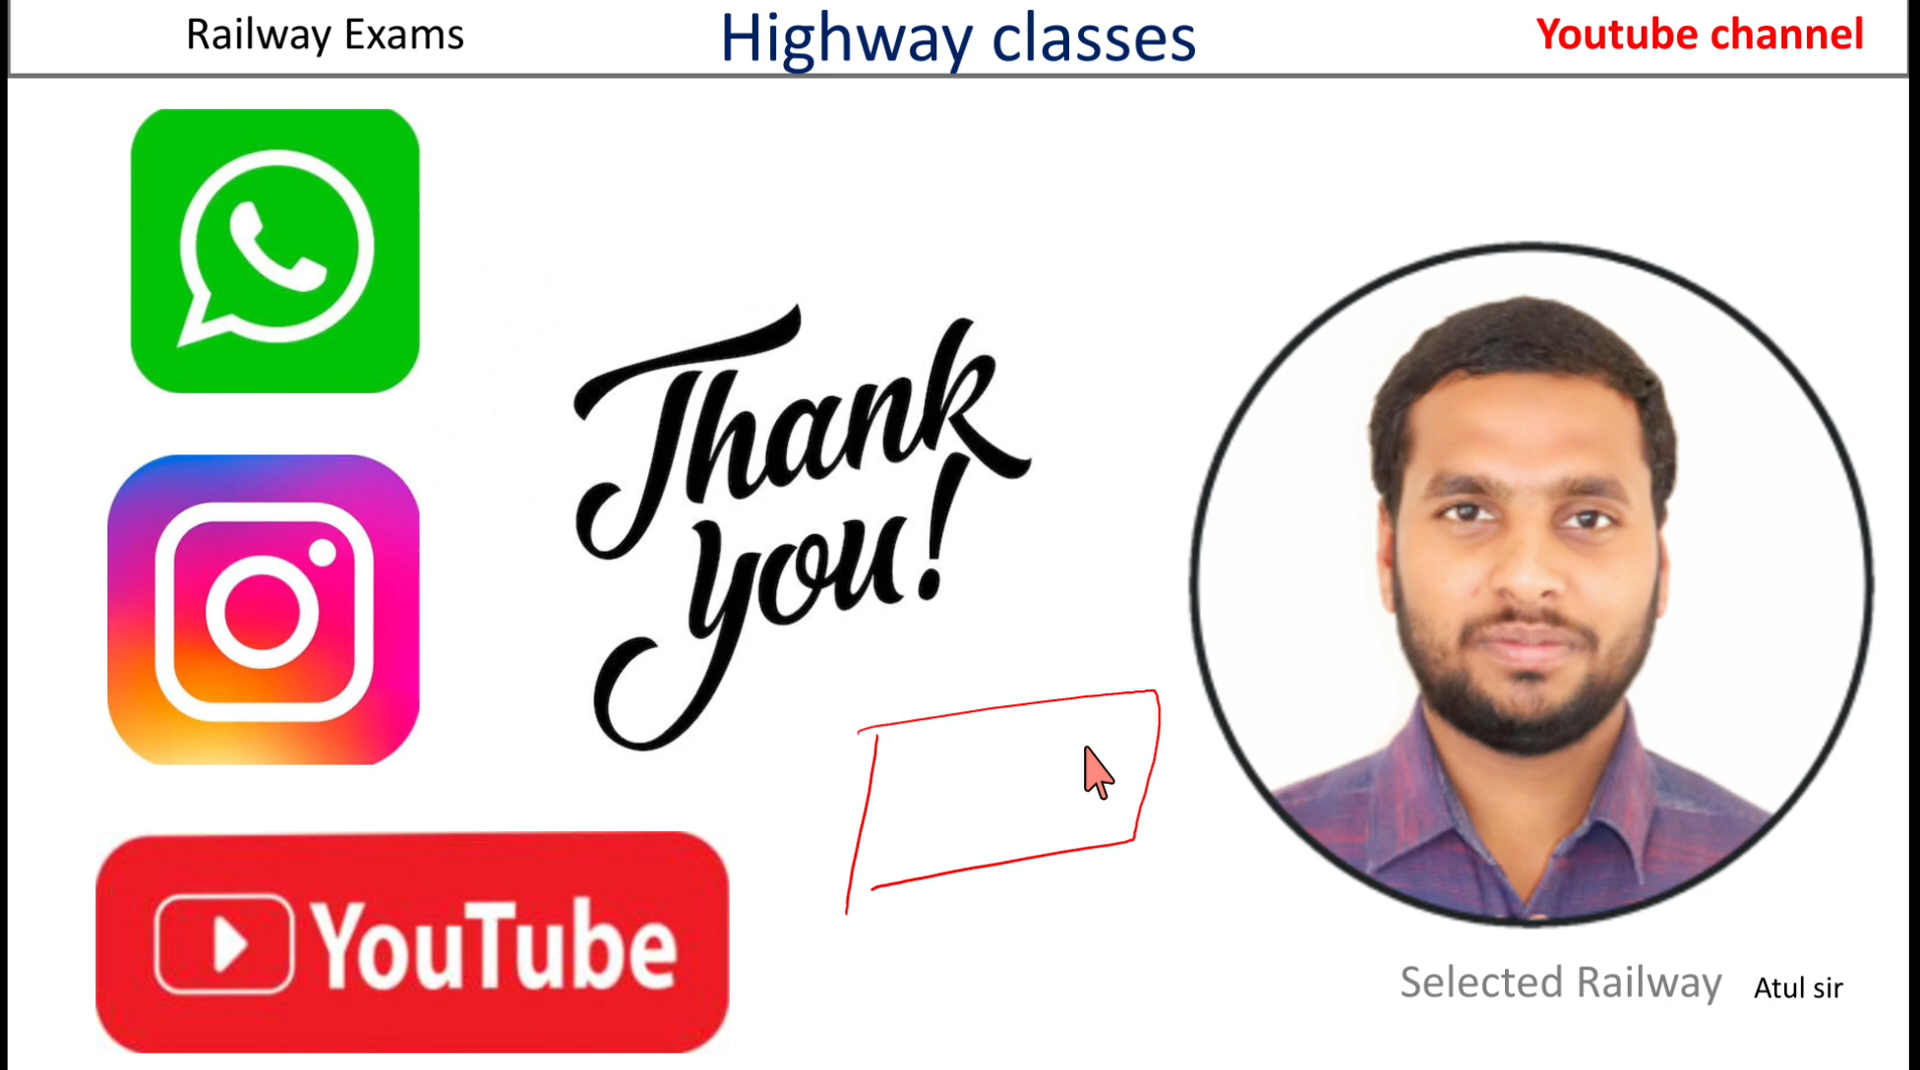 Railway Exams
Highway classes
Youtube channel
Thank
you!
YouTube
Selected Railway
Atul sir